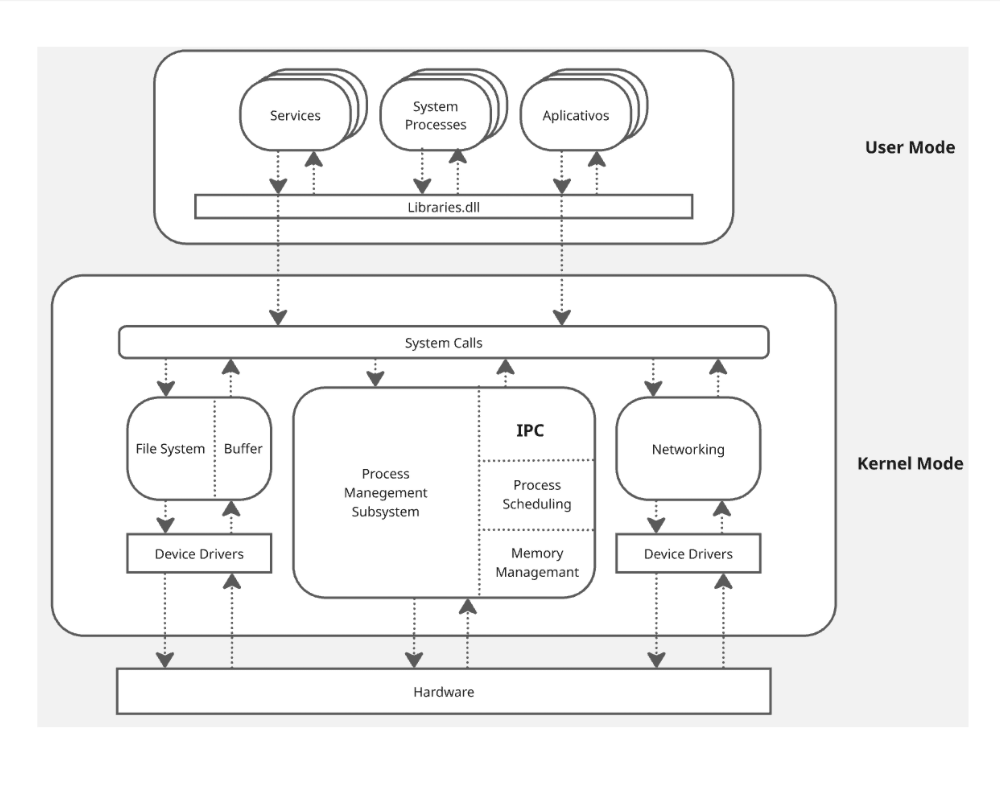 Services
System
Processes
Aplicativos
User Mode
Libraries.dll
System Calls
File System
Buffer
Process
Manegement
Subsystem
IPC
Process
Scheduling
Memory
Managemant
Networking
Kernel Mode
Device Drivers
Device Drivers
Hardware